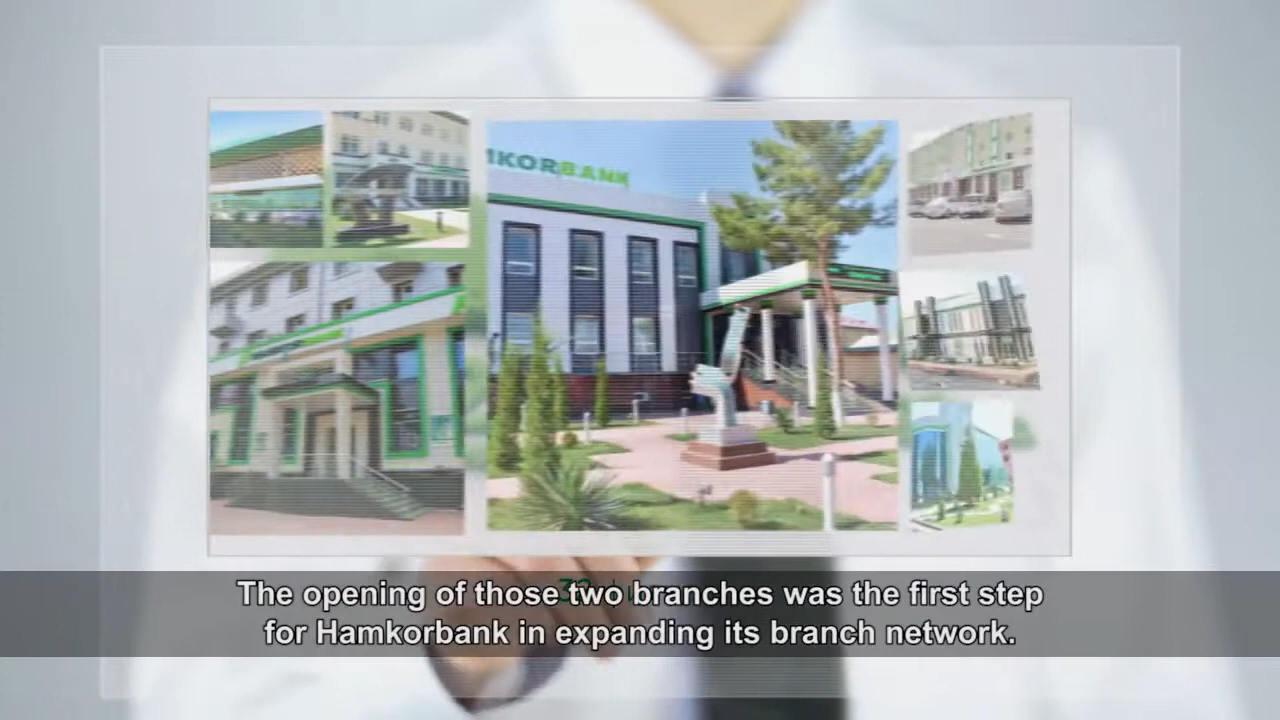 MKORBANK
The opening of those two branches was the first step
for Hamkorbank in expanding its branch network.